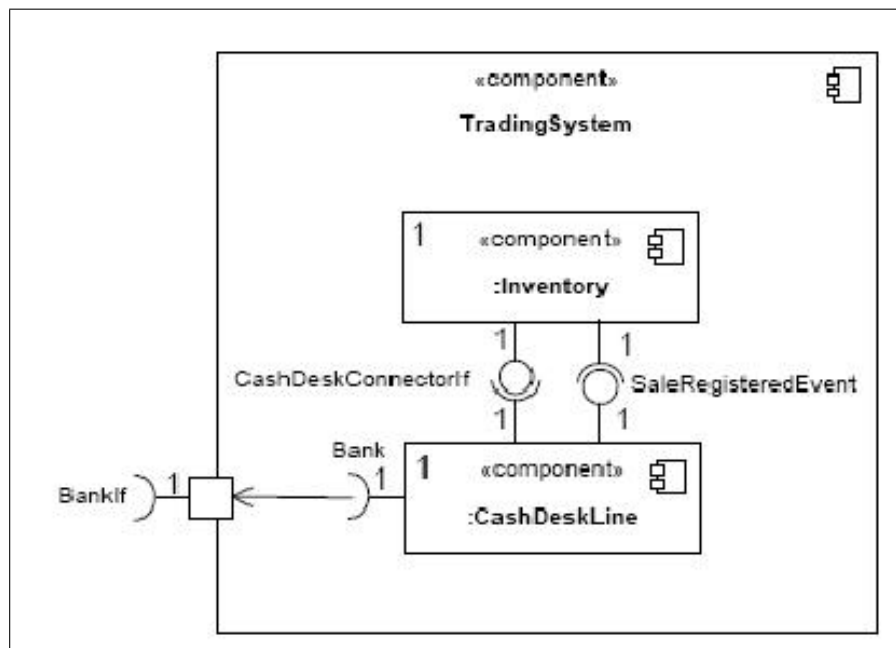 «component»
TradingSystem
1 «component»
:Inventory
1 1
CashDeskConnectorIf SaleRegisteredEvent
1 1
Bank
1 1 1 «component»
BankIf
:CashDeskLine